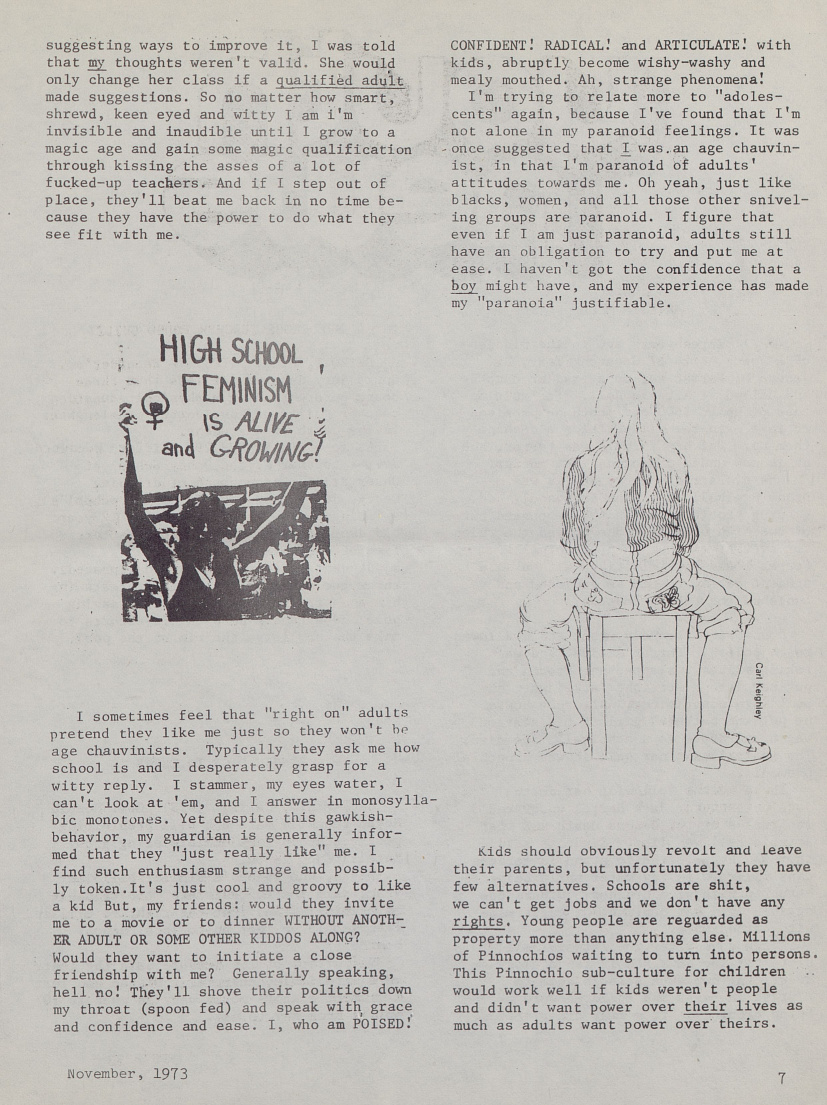 suggesting ways to improve it, I was told
that my thoughts weren't valid. She would
only change her class if a qualified adult
made suggestions. So no matter how smart,
shrewd, keen eyed and witty I am i'm
invisible and inaudible until I grow to a
magic age and gain some magic qualification
through kissing the asses of a lot of
fucked-up teachers. And if I step out of
place, they'll beat me back in no time be-
cause they have the power to do what they
see fit with me.
HIGH SCHOOL
FEMINISM
IS ALIVE
and GROWING!
I sometimes feel that "right on" adults
pretend they like me just so they won't be
age chauvinists. Typically they ask me how
school is and I desperately grasp for a
witty reply. I stammer, my eyes water, I
can't look at 'em, and I answer in monosylla-
bic monotones. Yet despite this gawkish-
behavior, my guardian is generally infor-
med that they "just really like" me. I
find such enthusiasm strange and possib-
ly token.It's just cool and groovy to like
a kid But, my friends: would they invite
me to a movie or to dinner WITHOUT ANOTH-
ER ADULT OR SOME OTHER KIDDOS ALONG?
Would they want to initiate a close
friendship with me? Generally speaking,
hell no! They'll shove their politics down
my throat (spoon fed) and speak with grace
and confidence and ease. I, who am POISED!
CONFIDENT! RADICAL! and ARTICULATE! with
kids, abruptly become wishy-washy and
mealy mouthed. Ah, strange phenomena!
I'm trying to relate more to "adoles-
cents" again, because I've found that I'm
not alone in my paranoid feelings. It was
once suggested that I was an age chauvin-
ist, in that I'm paranoid of adults'
attitudes towards me. Oh yeah, just like
blacks, women, and all those other snivel-
ing groups are paranoid. I figure that
even if I am just paranoid, adults still
have an obligation to try and put me at
ease. I haven't got the confidence that a
boy might have, and my experience has made
my "paranoia" justifiable.
Carl Keighley
Kids should obviously revolt and leave
their parents, but unfortunately they have
few alternatives. Schools are shit,
we can't get jobs and we don't have any
rights. Young people are reguarded as
property more than anything else. Millions
of Pinnochios waiting to turn into persons.
This Pinnochio sub-culture for children
would work well if kids weren't people
and didn't want power over their lives as
much as adults want power over theirs.
November, 1973
7